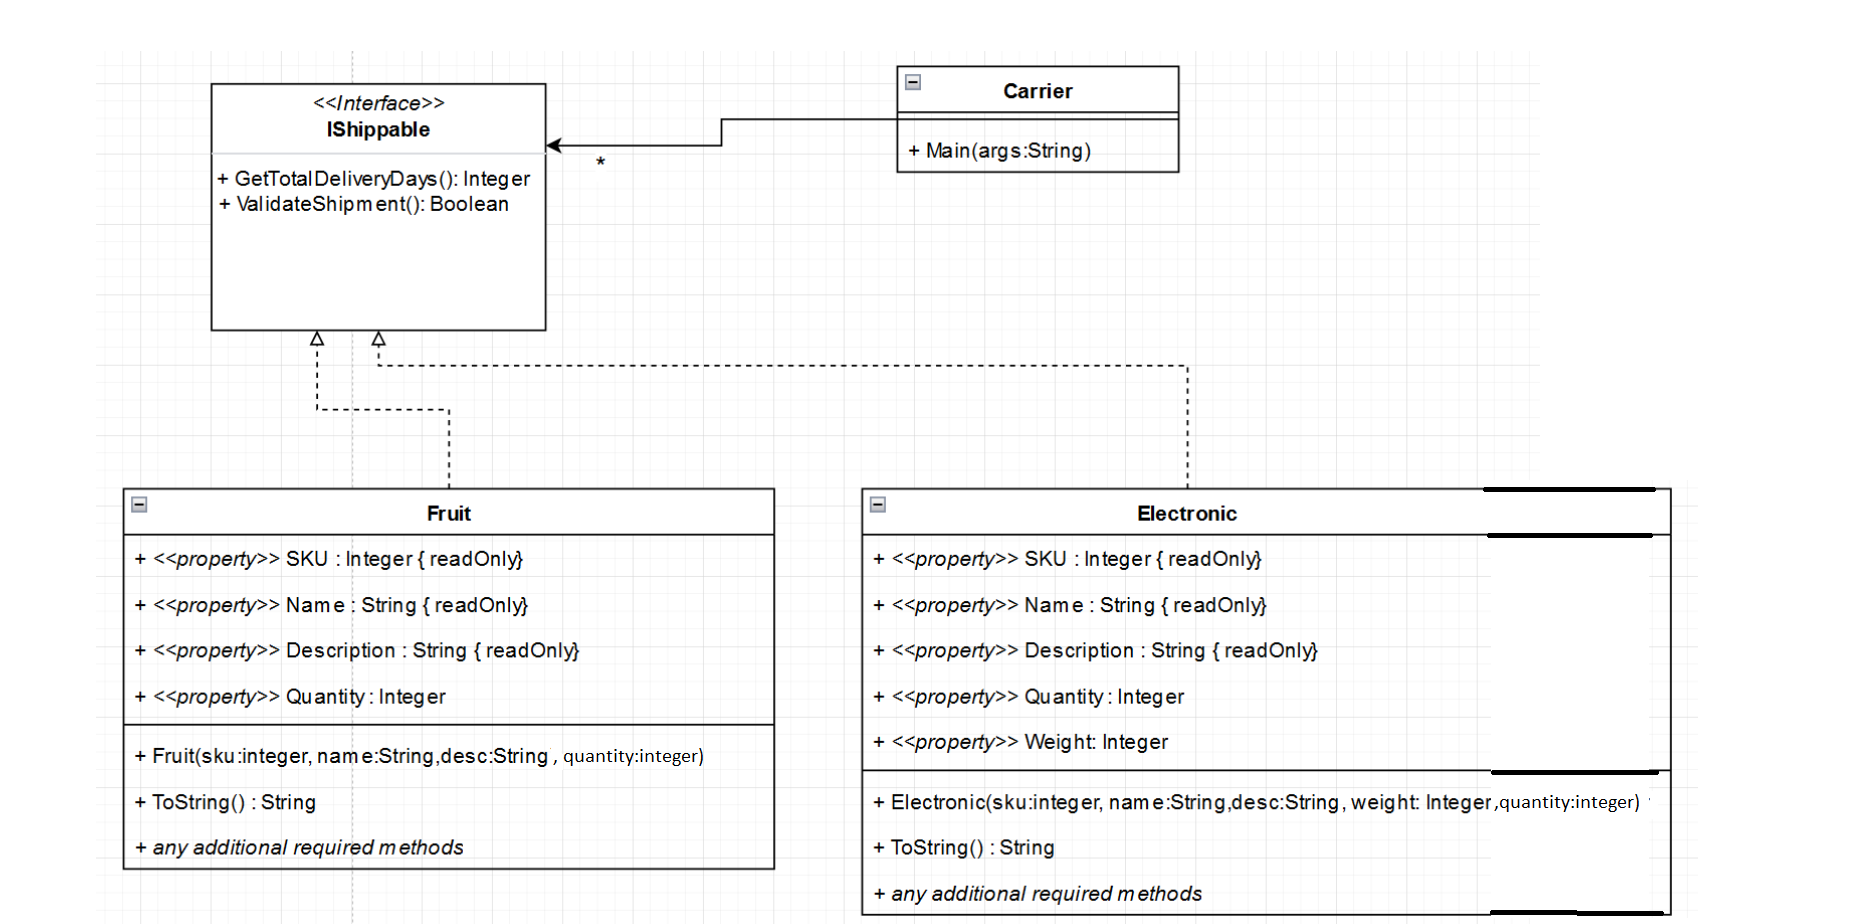 <<Interface>>
IShippable
+ GetTotalDeliveryDays(): Integer
+ ValidateShipment(): Boolean
*
Carrier
+ Main(args:String)
Fruit
+ <<property>> SKU : Integer { readOnly}
+ <<property>> Name : String { readOnly}
+ <<property>> Description : String { readOnly}
+ <<property>> Quantity : Integer
+ Fruit(sku:integer, name:String,desc:String , quantity:integer)
+ ToString() : String
+ any additional required methods
Electronic
+ <<property>> SKU : Integer { readOnly}
+ <<property>> Name : String { readOnly}
+ <<property>> Description : String { readOnly}
+ <<property>> Quantity : Integer
+ <<property>> Weight: Integer
+ Electronic(sku:integer, name:String,desc:String, weight: Integer,quantity:integer)
+ ToString() : String
+ any additional required methods